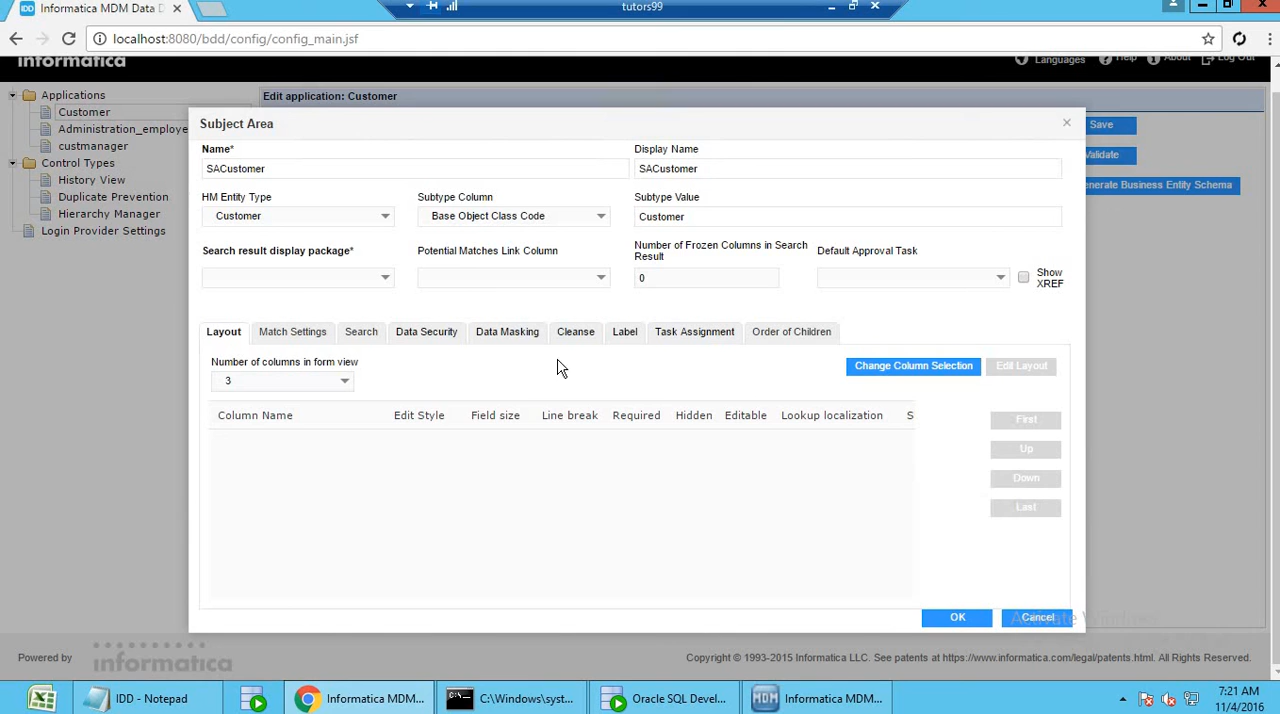 Informatica MDM Data D
tutors99
localhost:8080/bdd/config/config_main.jsf
Informatica
Languages Help About Log Out
Applications
Customer
Administration_employe
custmanager
Control Types
History View
Duplicate Prevention
Hierarchy Manager
Login Provider Settings
Edit application: Customer
Save
Validate
enerate Business Entity Schema
Subject Area
Name* Display Name
SACustomer SACustomer
HM Entity Type Subtype Column Subtype Value
Customer Base Object Class Code Customer
Search result display package* Potential Matches Link Column Number of Frozen Columns in Search Result Default Approval Task
0 Show XREF
Layout Match Settings Search Data Security Data Masking Cleanse Label Task Assignment Order of Children
Number of columns in form view
3 Change Column Selection Edit Layout
Column Name Edit Style Field size Line break Required Hidden Editable Lookup localization S
First
Up
Down
Last
OK Cancel
Activate Windows
Powered by informatica Copyright © 1993-2015 Informatica LLC. See patents at https://www.informatica.com/legal/patents.html. All Rights Reserved.
IDD - Notepad Informatica MDM... C:\Windows\syst... Oracle SQL Devel... Informatica MDM...
7:21 AM
11/4/2016